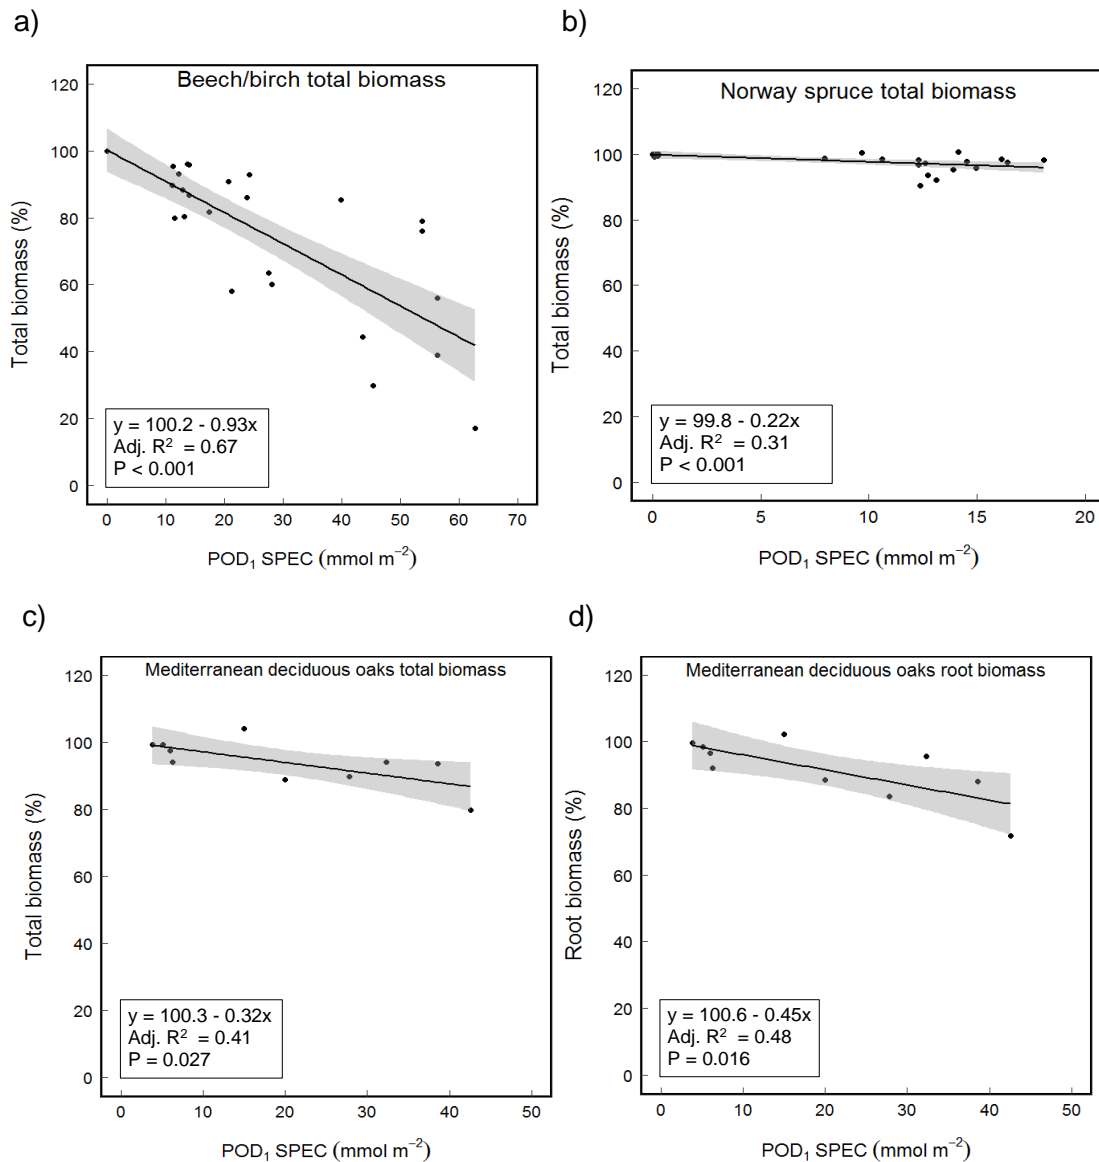 a)
Beech/birch total biomass
120
100
80
60
40
20
0
Total biomass (%)
y = 100.2 - 0.93x
Adj. R² = 0.67
P < 0.001
0 10 20 30 40 50 60 70
POD₁ SPEC (mmol m⁻²)
b)
Norway spruce total biomass
120
100
80
60
40
20
0
Total biomass (%)
y = 99.8 - 0.22x
Adj. R² = 0.31
P < 0.001
0 5 10 15 20
POD₁ SPEC (mmol m⁻²)
c)
Mediterranean deciduous oaks total biomass
120
100
80
60
40
20
0
Total biomass (%)
y = 100.3 - 0.32x
Adj. R² = 0.41
P = 0.027
0 10 20 30 40 50
POD₁ SPEC (mmol m⁻²)
d)
Mediterranean deciduous oaks root biomass
120
100
80
60
40
20
0
Root biomass (%)
y = 100.6 - 0.45x
Adj. R² = 0.48
P = 0.016
0 10 20 30 40 50
POD₁ SPEC (mmol m⁻²)